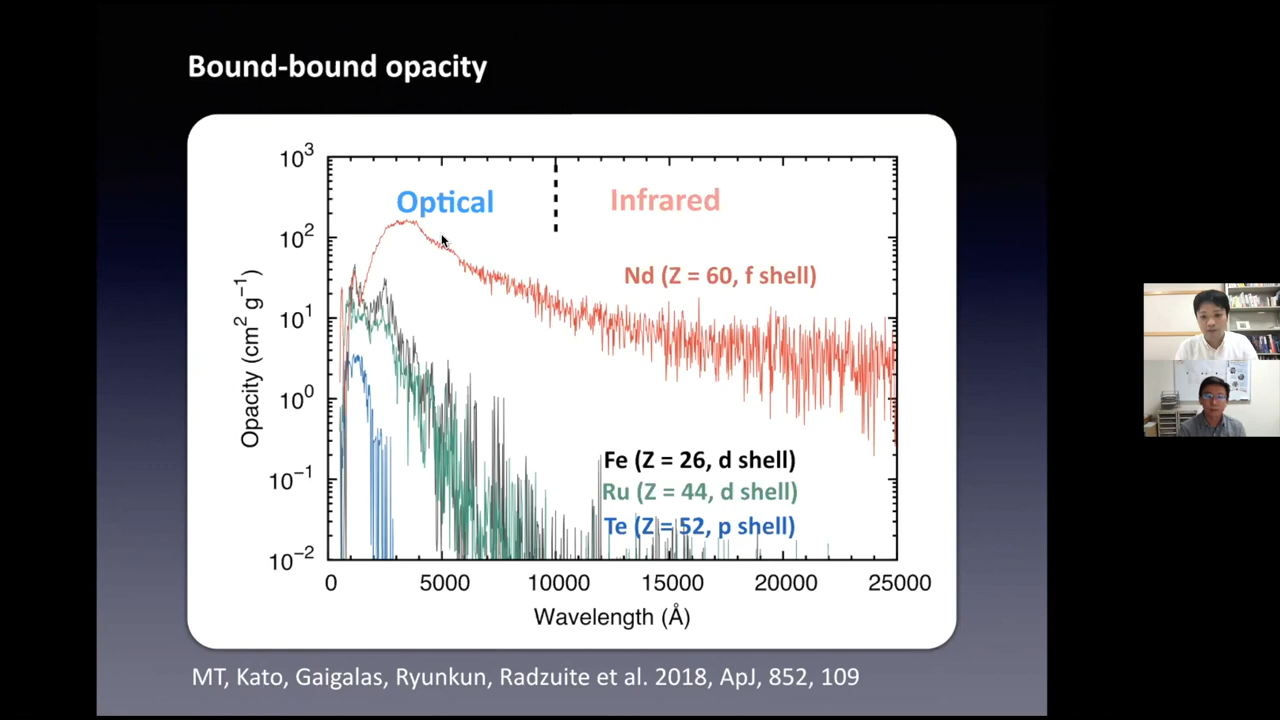 Bound-bound opacity
10³
10²
10¹
10⁰
10⁻¹
10⁻²
Opacity (cm² g⁻¹)
Optical
Infrared
Nd (Z = 60, f shell)
Fe (Z = 26, d shell)
Ru (Z = 44, d shell)
Te (Z = 52, p shell)
0 5000 10000 15000 20000 25000
Wavelength (Å)
MT, Kato, Gaigalas, Ryunkun, Radzuite et al. 2018, ApJ, 852, 109